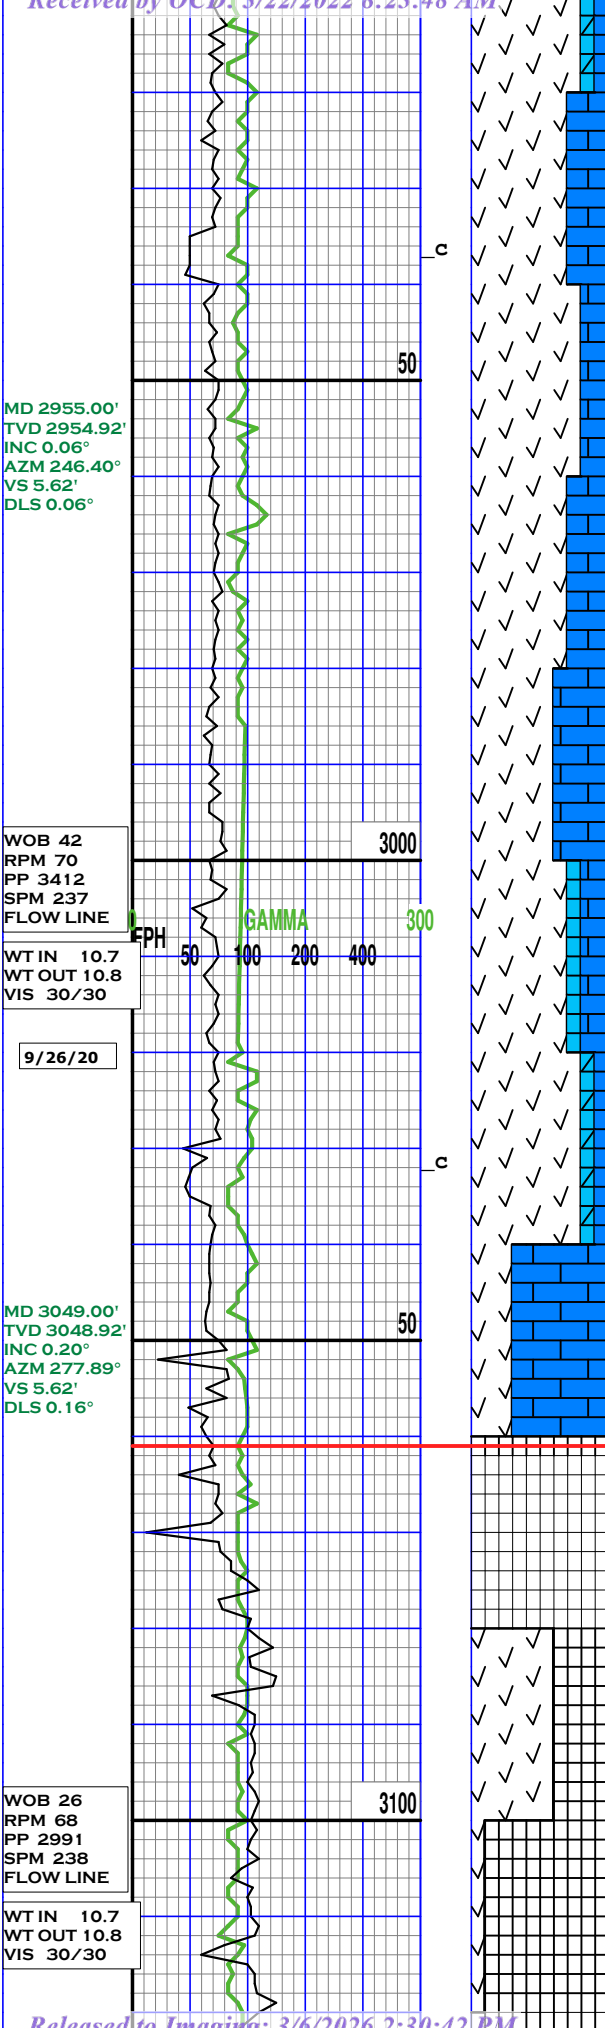 Received by OCD: 3/22/2022 8:23:48 AM
C
50
MD 2955.00'
TVD 2954.92'
INC 0.06°
AZM 246.40°
VS 5.62'
DLS 0.06°
3000
WOB 42
RPM 70
PP 3412
SPM 237
FLOW LINE
0 GAMMA 300
FPH
50 100 200 400
WT IN 10.7
WT OUT 10.8
VIS 30/30
9/26/20
C
MD 3049.00'
TVD 3048.92'
INC 0.20°
AZM 277.89°
VS 5.62'
DLS 0.16°
50
3100
WOB 26
RPM 68
PP 2991
SPM 238
FLOW LINE
WT IN 10.7
WT OUT 10.8
VIS 30/30
Released to Imaging: 3/6/2026 2:30:42 PM